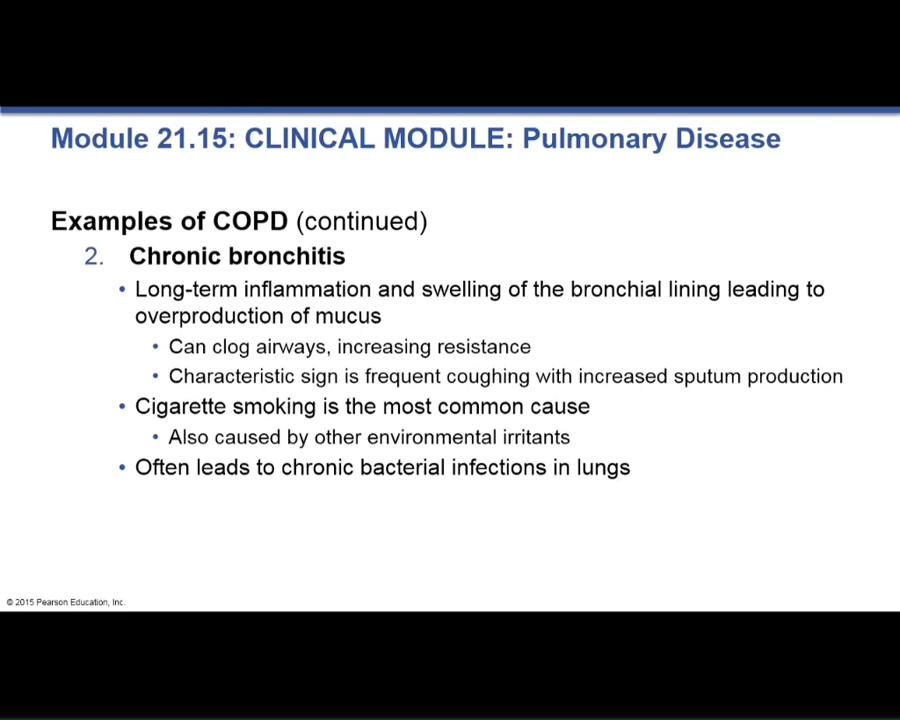 Module 21.15: CLINICAL MODULE: Pulmonary Disease
Examples of COPD (continued)
2. Chronic bronchitis
• Long-term inflammation and swelling of the bronchial lining leading to
overproduction of mucus
• Can clog airways, increasing resistance
• Characteristic sign is frequent coughing with increased sputum production
• Cigarette smoking is the most common cause
• Also caused by other environmental irritants
• Often leads to chronic bacterial infections in lungs
© 2015 Pearson Education, Inc.